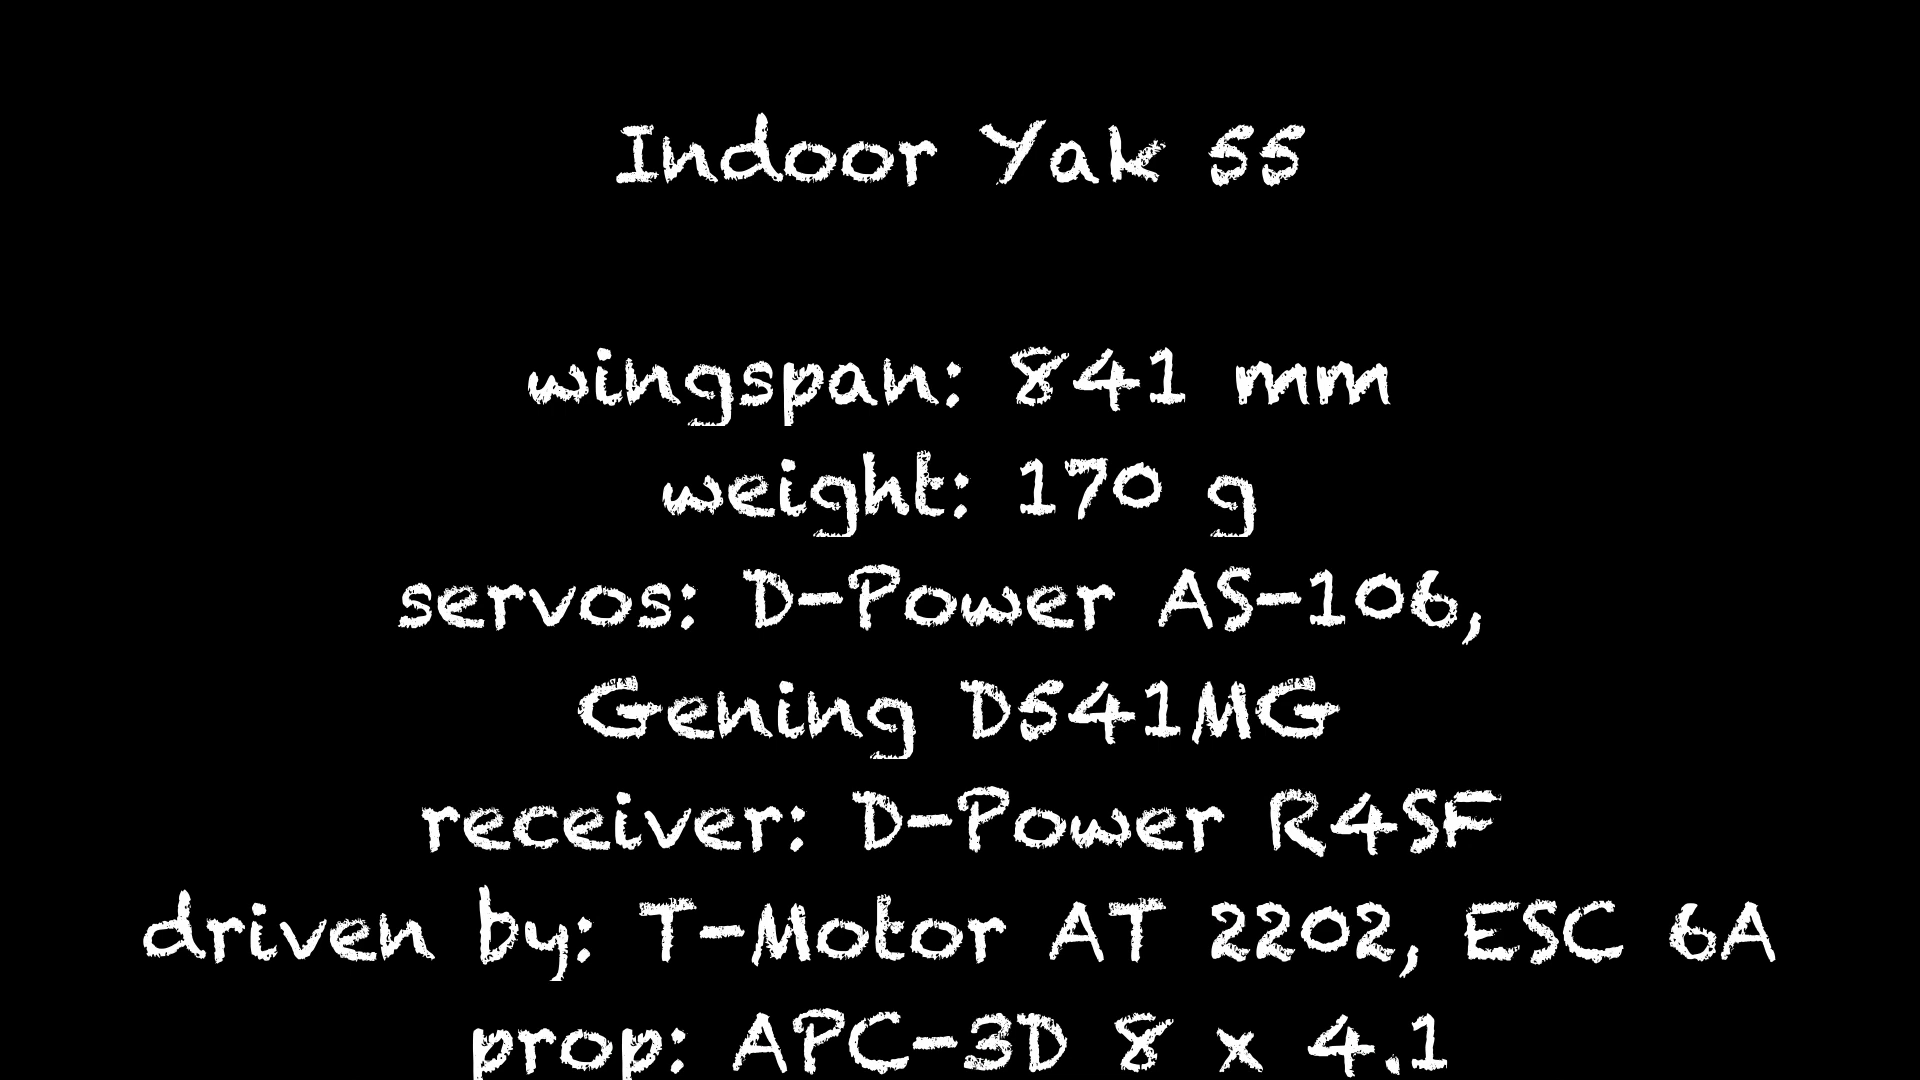 Indoor Yak 55
wingspan: 841 mm
weight: 170 g
servos: D-Power AS-106,
Gening D541MG
receiver: D-Power R4SF
driven by: T-Motor AT 2202, ESC 6A
prop: APC-3D 8 x 4.1